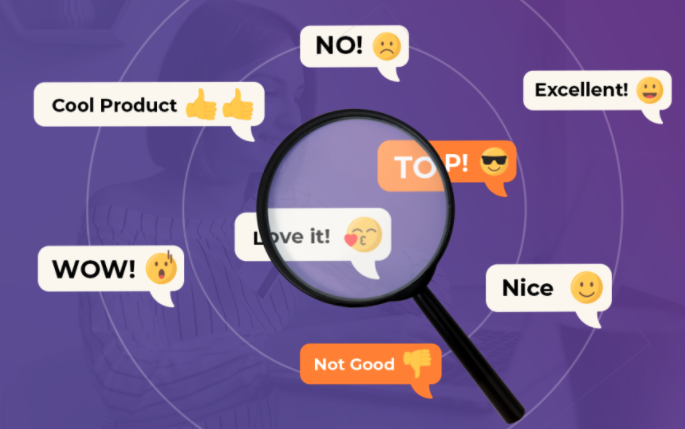 NO!
Excellent!
Cool Product
TOP!
Love it!
WOW!
Nice
Not Good